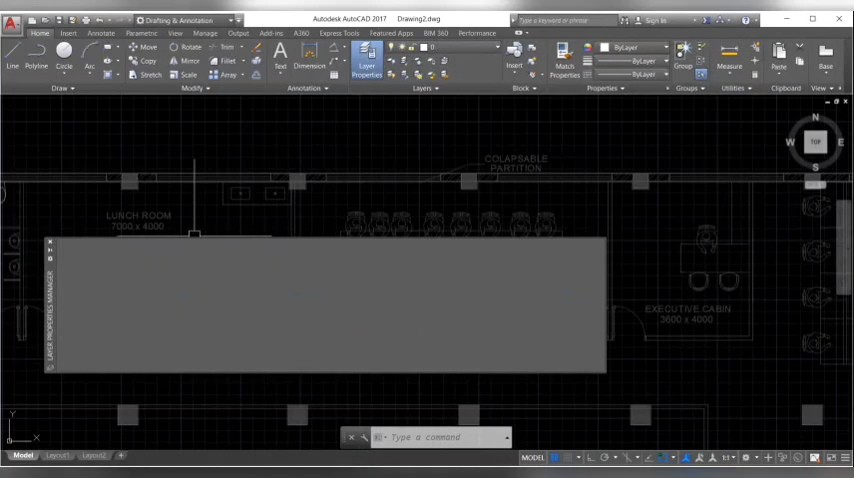 Drafting & Annotation
Autodesk AutoCAD 2017 Drawing2.dwg
Type a keyword or phrase
Sign In
Home Insert Annotate Parametric View Manage Output Add-ins A360 Express Tools Featured Apps BIM 360 Performance
Line Polyline Circle Arc
Move Rotate Trim
Copy Mirror Fillet
Stretch Scale Array
Text Dimension
Layer Properties
0
Insert
Match Properties
ByLayer
ByLayer
ByLayer
Group
Measure
Paste
Base
Draw Modify Annotation Layers Block Properties Groups Utilities Clipboard View
N
W TOP E
S
COLAPSABLE
PARTITION
LUNCH ROOM
7000 x 4000
LAYER PROPERTIES MANAGER
EXECUTIVE CABIN
3600 x 4000
Y
X
Type a command
Model Layout1 Layout2 +
MODEL 1:1